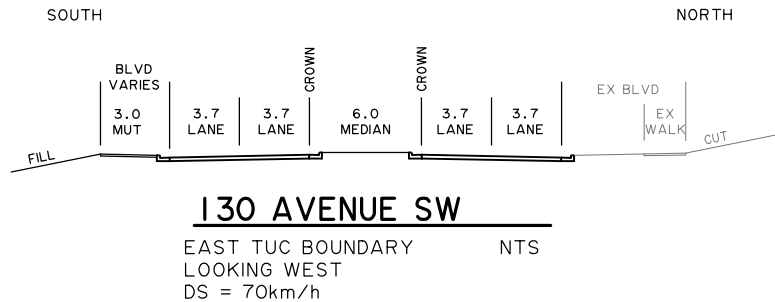 SOUTH NORTH
BLVD
VARIES
CROWN
CROWN
EX BLVD
3.0
MUT
3.7
LANE
3.7
LANE
6.0
MEDIAN
3.7
LANE
3.7
LANE
EX
WALK
FILL
CUT
130 AVENUE SW
EAST TUC BOUNDARY NTS
LOOKING WEST
DS = 70km/h